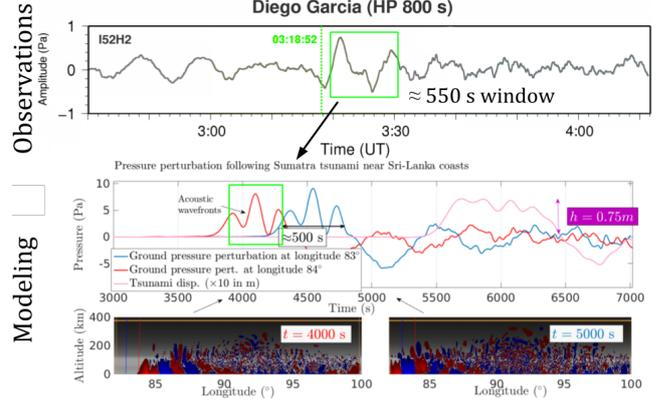 Diego Garcia (HP 800 s)
Observations
Amplitude (Pa)
1
0
−1
I52H2
03:18:52
≈ 550 s window
3:00
3:30
4:00
Time (UT)
Pressure perturbation following Sumatra tsunami near Sri-Lanka coasts
Modeling
Pressure (Pa)
10
5
0
-5
Acoustic
wavefronts
≈500 s
h = 0.75m
Ground pressure perturbation at longitude 83°
Ground pressure pert. at longitude 84°
Tsunami disp. (×10 in m)
3000
3500
4000
4500
5000
5500
6000
6500
7000
Time (s)
Altitude (km)
400
200
0
t = 4000 s
t = 5000 s
85
90
95
100
85
90
95
100
Longitude (°)
Longitude (°)